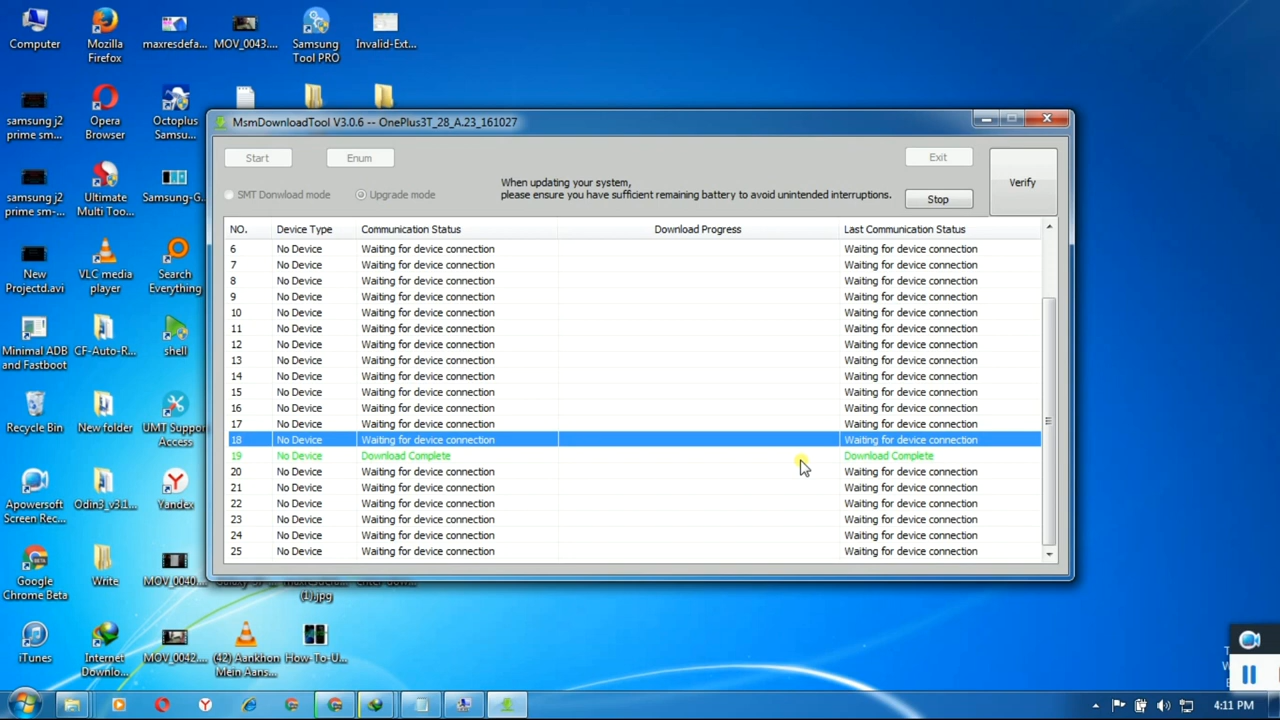 Computer
Mozilla
Firefox
maxresdefa...
MOV_0043....
Samsung
Tool PRO
Invalid-Ext...
samsung j2
prime sm-...
Opera
Browser
Octoplus
Samsu...
samsung j2
prime sm-...
Ultimate
Multi Too...
Samsung-G...
New
Projectd.avi
VLC media
player
Search
Everything
Minimal ADB
and Fastboot
CF-Auto-R...
shell
Recycle Bin
New folder
UMT Support
Access
Apowersoft
Screen Rec...
Odin3_v3.1...
Yandex
Google
Chrome Beta
Write
MOV_0040....
(1).jpg
iTunes
Internet
Downlo...
MOV_0042....
(42) Aankhon
Mein Aans...
How-To-U...
MsmDownloadTool V3.0.6 -- OnePlus3T_28_A.23_161027
Start
Enum
Exit
Verify
SMT Donwload mode
Upgrade mode
When updating your system,
please ensure you have sufficient remaining battery to avoid unintended interruptions.
Stop
NO. Device Type Communication Status Download Progress Last Communication Status
6 No Device Waiting for device connection Waiting for device connection
7 No Device Waiting for device connection Waiting for device connection
8 No Device Waiting for device connection Waiting for device connection
9 No Device Waiting for device connection Waiting for device connection
10 No Device Waiting for device connection Waiting for device connection
11 No Device Waiting for device connection Waiting for device connection
12 No Device Waiting for device connection Waiting for device connection
13 No Device Waiting for device connection Waiting for device connection
14 No Device Waiting for device connection Waiting for device connection
15 No Device Waiting for device connection Waiting for device connection
16 No Device Waiting for device connection Waiting for device connection
17 No Device Waiting for device connection Waiting for device connection
18 No Device Waiting for device connection Waiting for device connection
19 No Device Download Complete Download Complete
20 No Device Waiting for device connection Waiting for device connection
21 No Device Waiting for device connection Waiting for device connection
22 No Device Waiting for device connection Waiting for device connection
23 No Device Waiting for device connection Waiting for device connection
24 No Device Waiting for device connection Waiting for device connection
25 No Device Waiting for device connection Waiting for device connection
4:11 PM